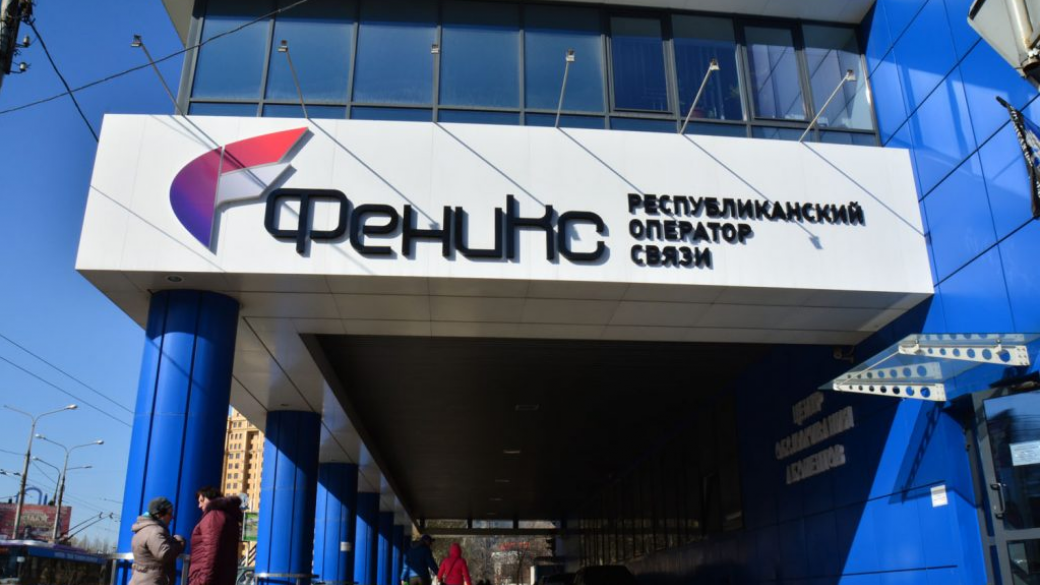 Феникс
РЕСПУБЛИКАНСКИЙ
ОПЕРАТОР
СВЯЗИ
ЦЕНТР
ОБСЛУЖИВАНИЯ
АБОНЕНТОВ